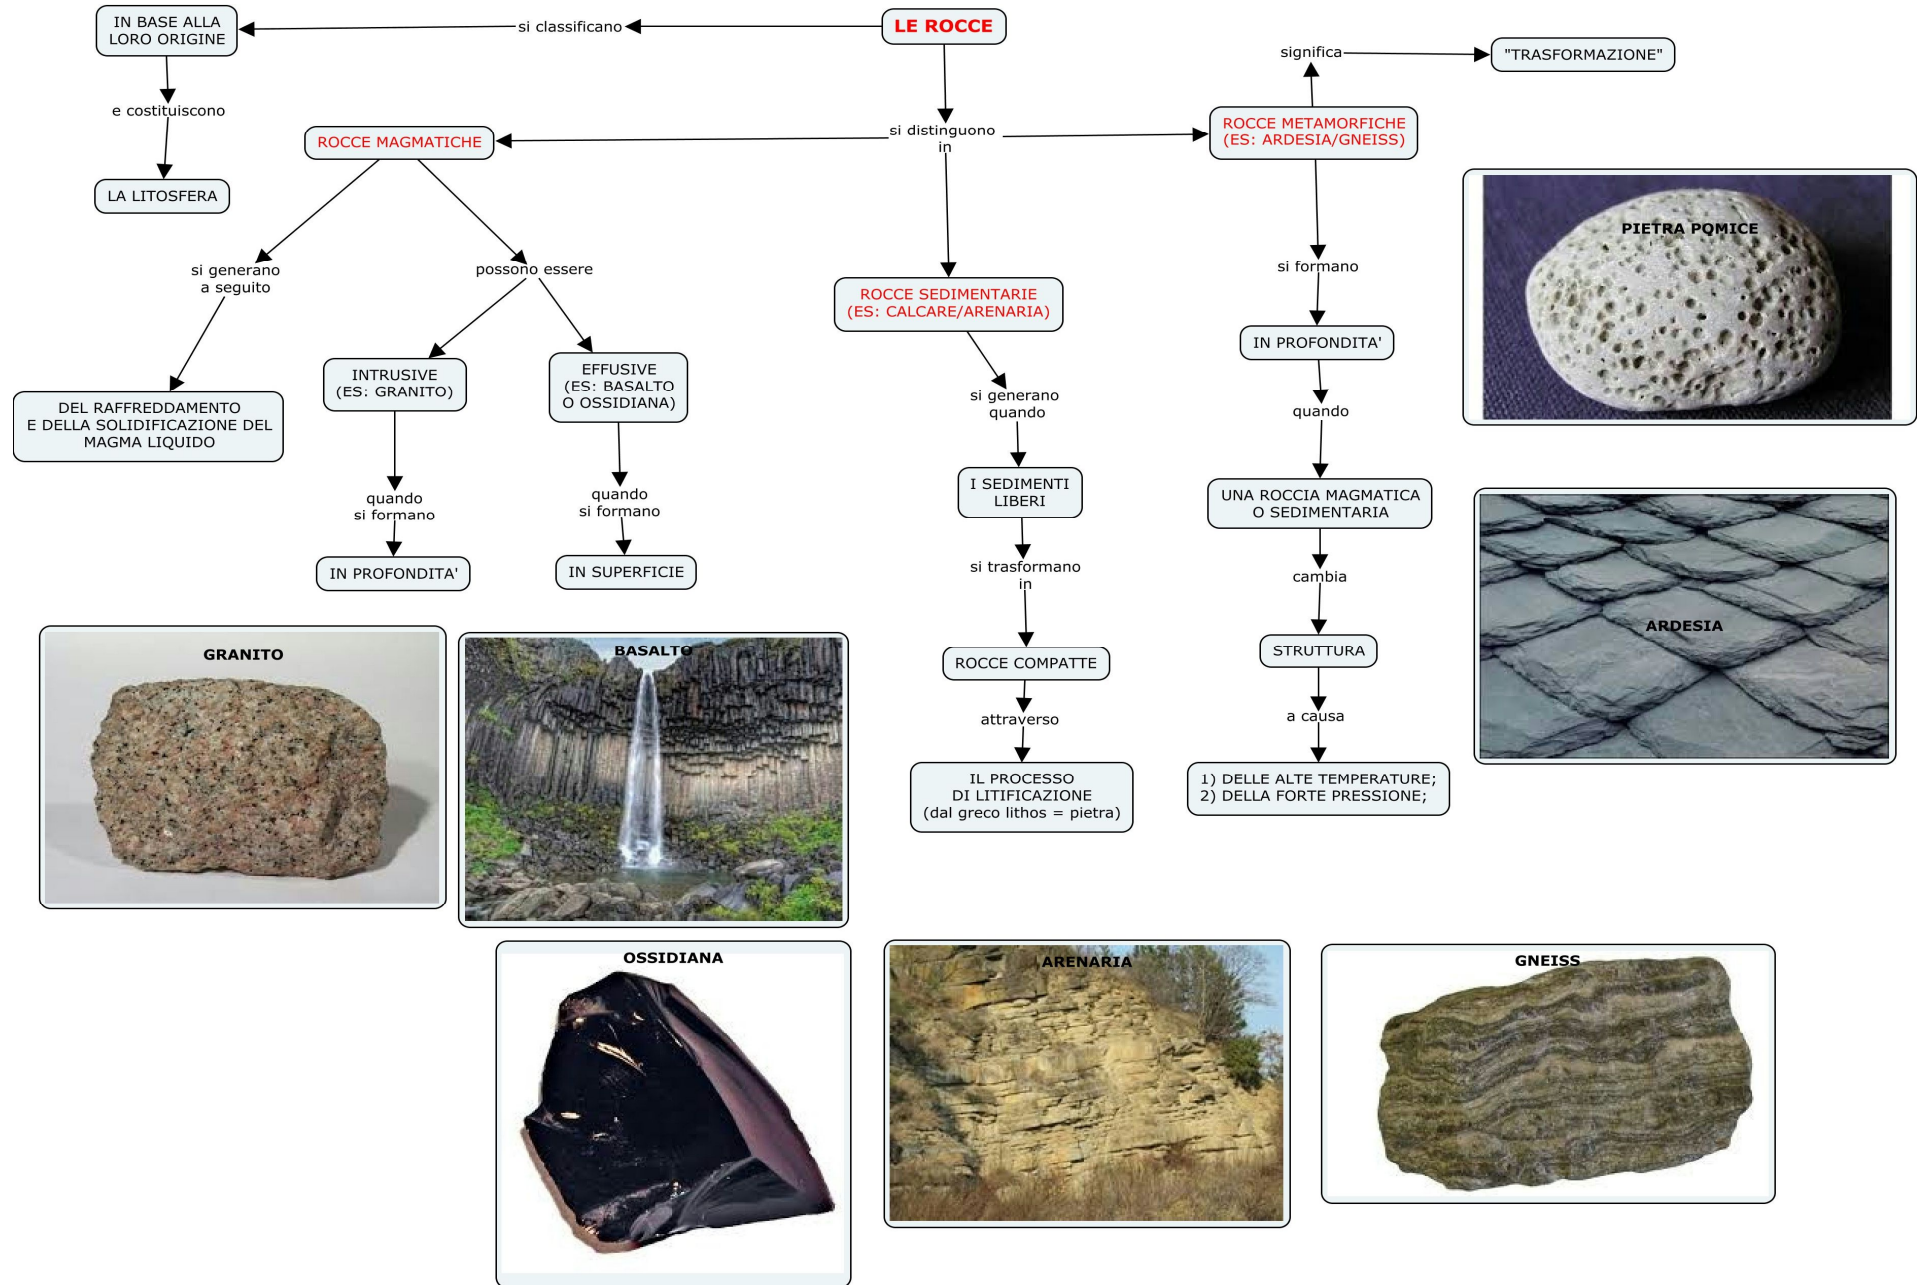 LE ROCCE
si classificano
IN BASE ALLA
LORO ORIGINE
e costituiscono
LA LITOSFERA
si distinguono
in
ROCCE MAGMATICHE
si generano
a seguito
DEL RAFFREDDAMENTO
E DELLA SOLIDIFICAZIONE DEL
MAGMA LIQUIDO
possono essere
INTRUSIVE
(ES: GRANITO)
quando
si formano
IN PROFONDITA'
EFFUSIVE
(ES: BASALTO
O OSSIDIANA)
quando
si formano
IN SUPERFICIE
ROCCE SEDIMENTARIE
(ES: CALCARE/ARENARIA)
si generano
quando
I SEDIMENTI
LIBERI
si trasformano
in
ROCCE COMPATTE
attraverso
IL PROCESSO
DI LITIFICAZIONE
(dal greco lithos = pietra)
ROCCE METAMORFICHE
(ES: ARDESIA/GNEISS)
significa
"TRASFORMAZIONE"
si formano
IN PROFONDITA'
quando
UNA ROCCIA MAGMATICA
O SEDIMENTARIA
cambia
STRUTTURA
a causa
1) DELLE ALTE TEMPERATURE;
2) DELLA FORTE PRESSIONE;
PIETRA POMICE
ARDESIA
GRANITO
BASALTO
OSSIDIANA
ARENARIA
GNEISS